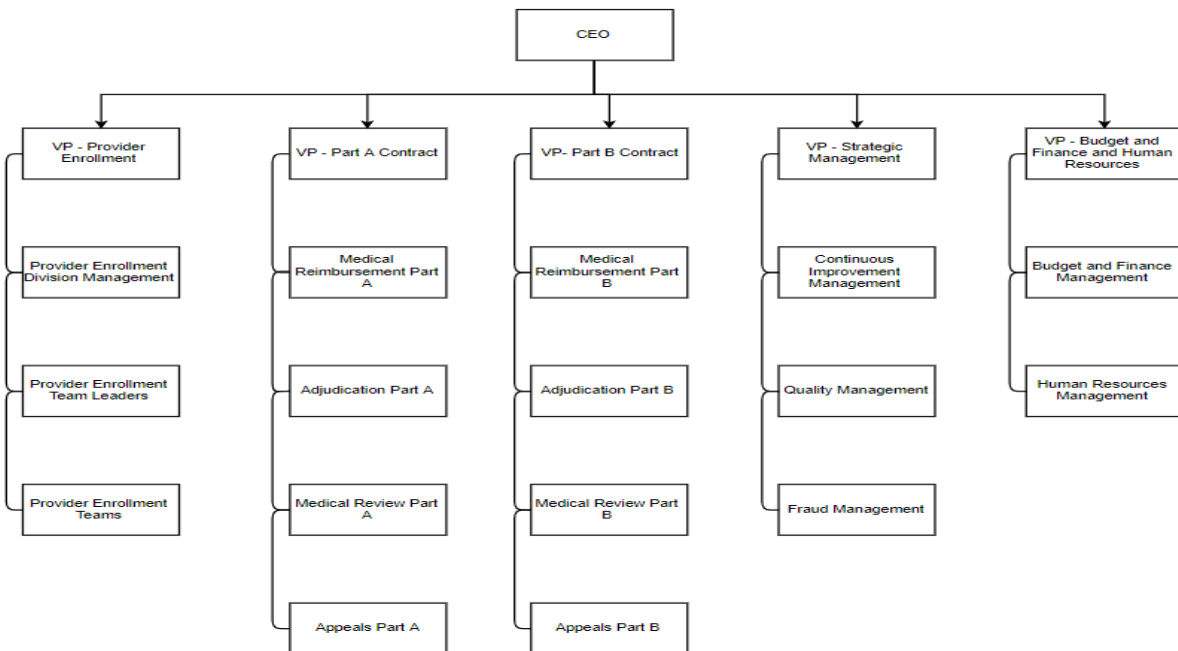 CEO
VP - Provider
Enrollment
VP - Part A Contract
VP- Part B Contract
VP - Strategic
Management
VP - Budget and
Finance and Human
Resources
Provider Enrollment
Division Management
Medical
Reimbursement Part
A
Medical
Reimbursement Part
B
Continuous
Improvement
Management
Budget and Finance
Management
Provider Enrollment
Team Leaders
Adjudication Part A
Adjudication Part B
Quality Management
Human Resources
Management
Provider Enrollment
Teams
Medical Review Part
A
Medical Review Part
B
Fraud Management
Appeals Part A
Appeals Part B